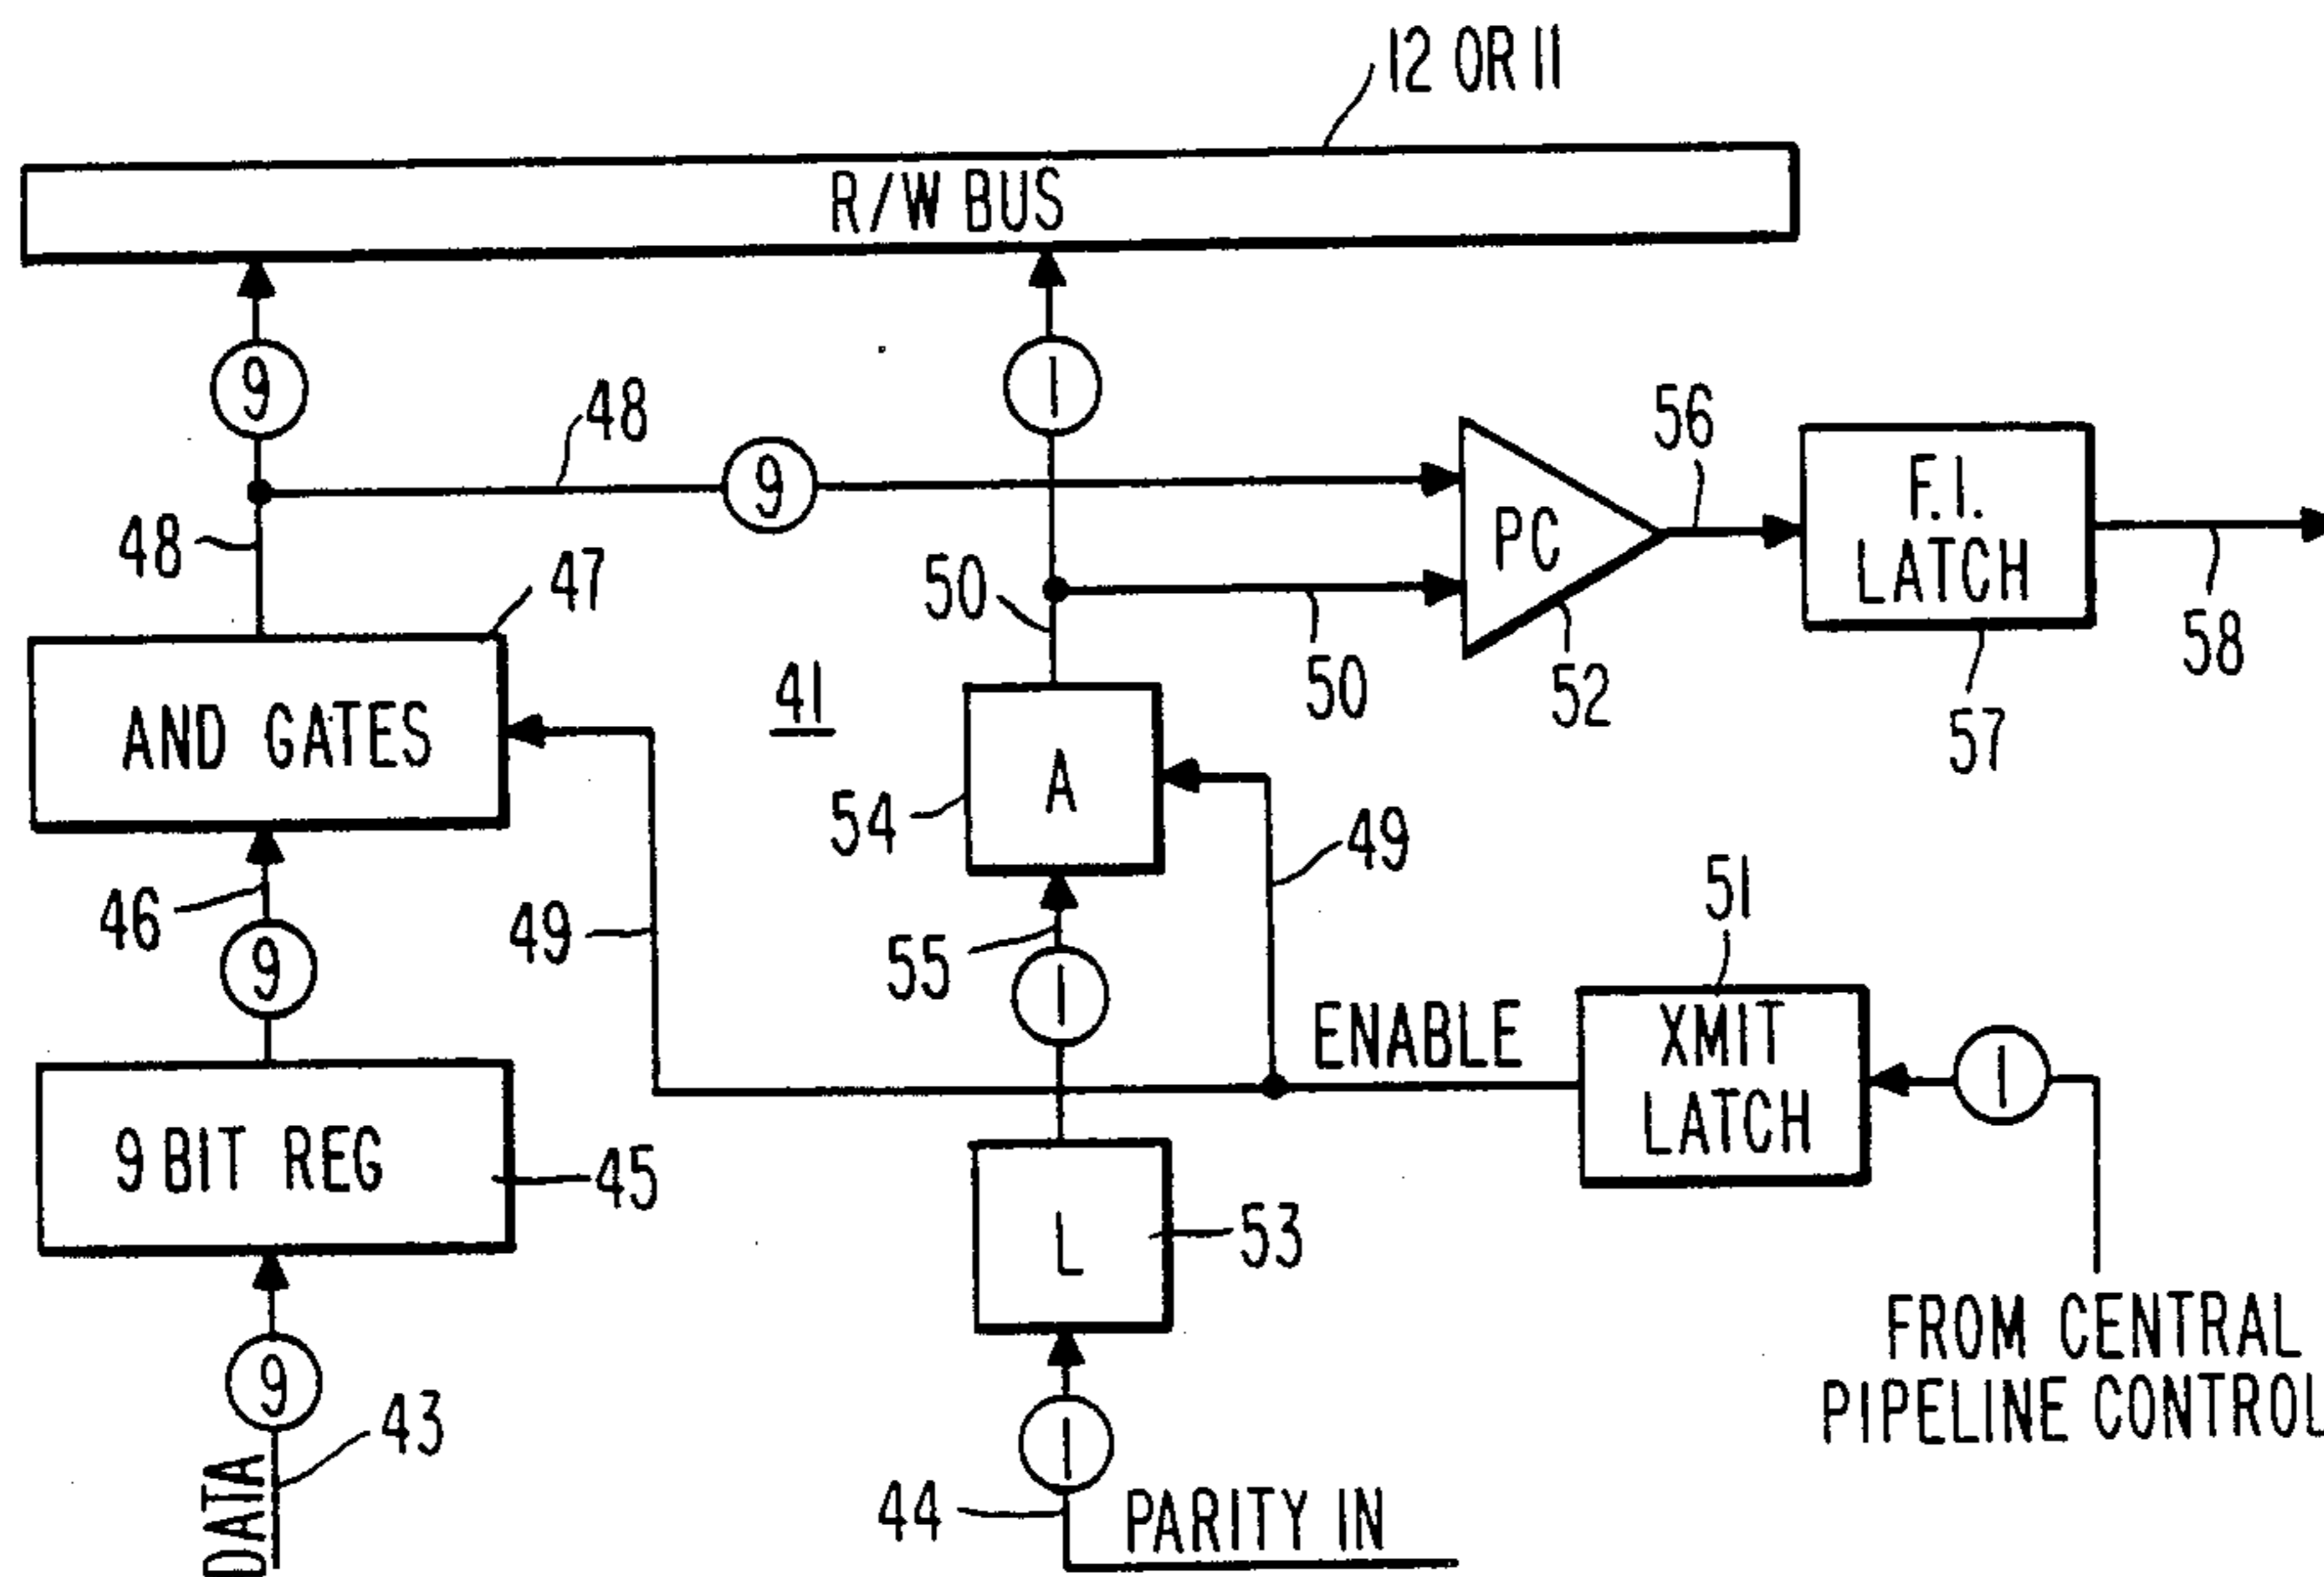 12 OR 11
R/W BUS
9
1
48
9
56
F.I.
LATCH
PC
48
50
47
50
52
57
58
41
AND GATES
A
54
49
46
49
55
51
9
1
ENABLE
XMIT
LATCH
1
9 BIT REG
45
L
53
9
43
DATA
1
44
PARITY IN
FROM CENTRAL
PIPELINE CONTROL